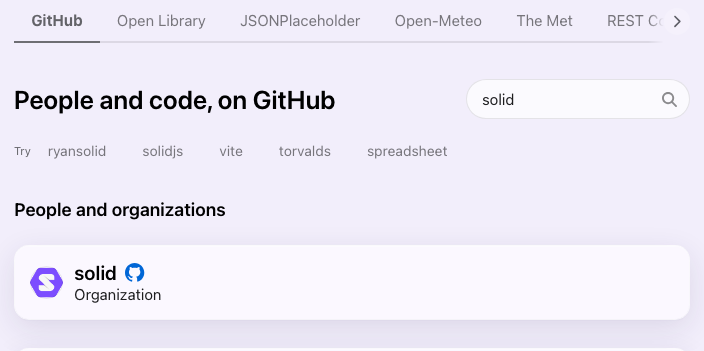 GitHub Open Library JSONPlaceholder Open-Meteo The Met REST
People and code, on GitHub solid
Try ryansolid solidjs vite torvalds spreadsheet
People and organizations
solid
Organization